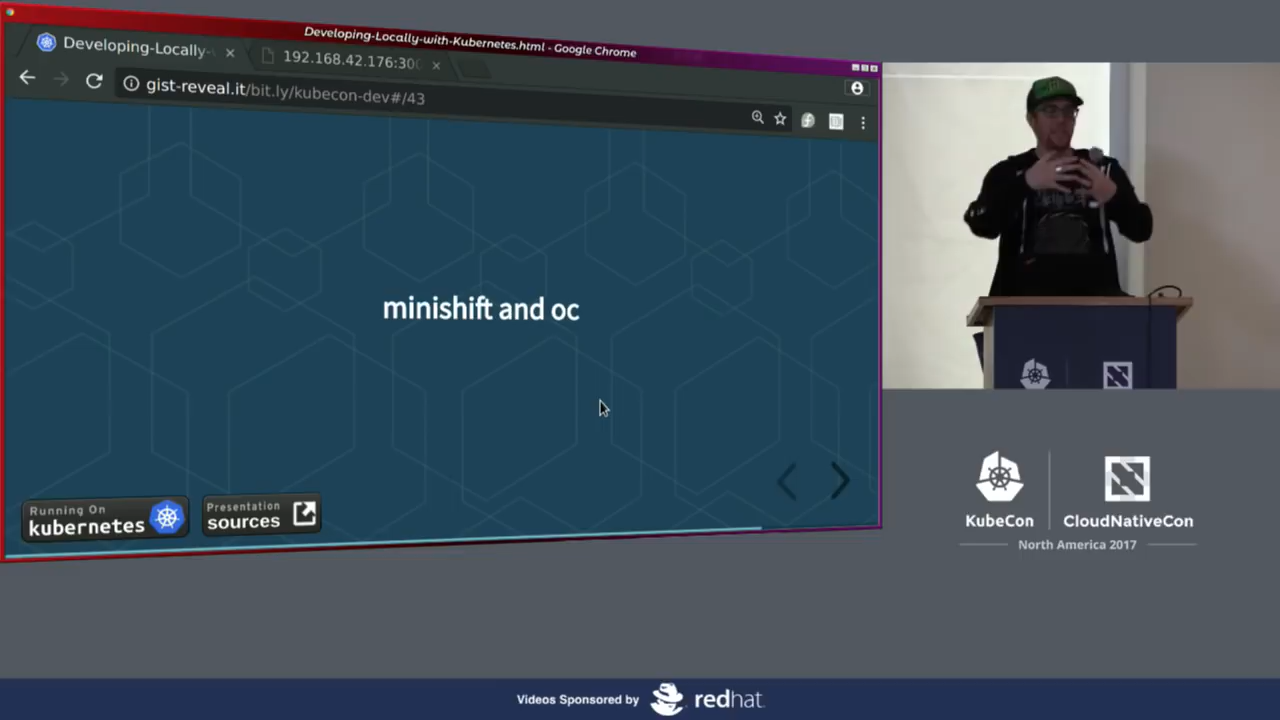 Developing-Locally-with-Kubernetes.html - Google Chrome
Developing-Locally-
192.168.42.176:300
gist-reveal.it/bit.ly/kubecon-dev#/43
minishift and oc
Running On
kubernetes
Presentation
sources
KubeCon
CloudNativeCon
North America 2017
Videos Sponsored by
redhat